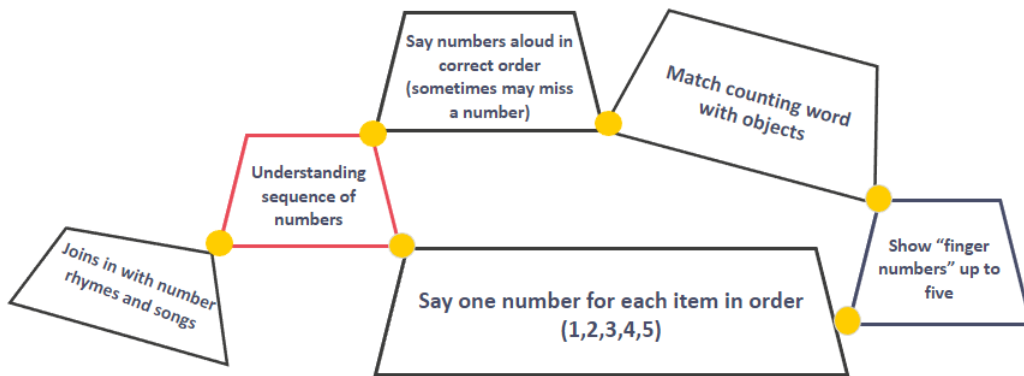 Say numbers aloud in
correct order
(sometimes may miss
a number)
Match counting word
with objects
Understanding
sequence of
numbers
Joins in with number
rhymes and songs
Say one number for each item in order
(1,2,3,4,5)
Show “finger
numbers” up to
five